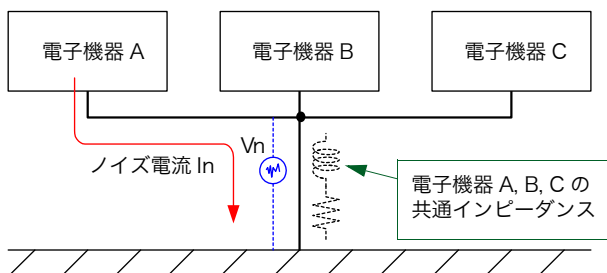 電子機器 A
電子機器 B
電子機器 C
Vn
ノイズ電流 In
電子機器 A, B, C の
共通インピーダンス